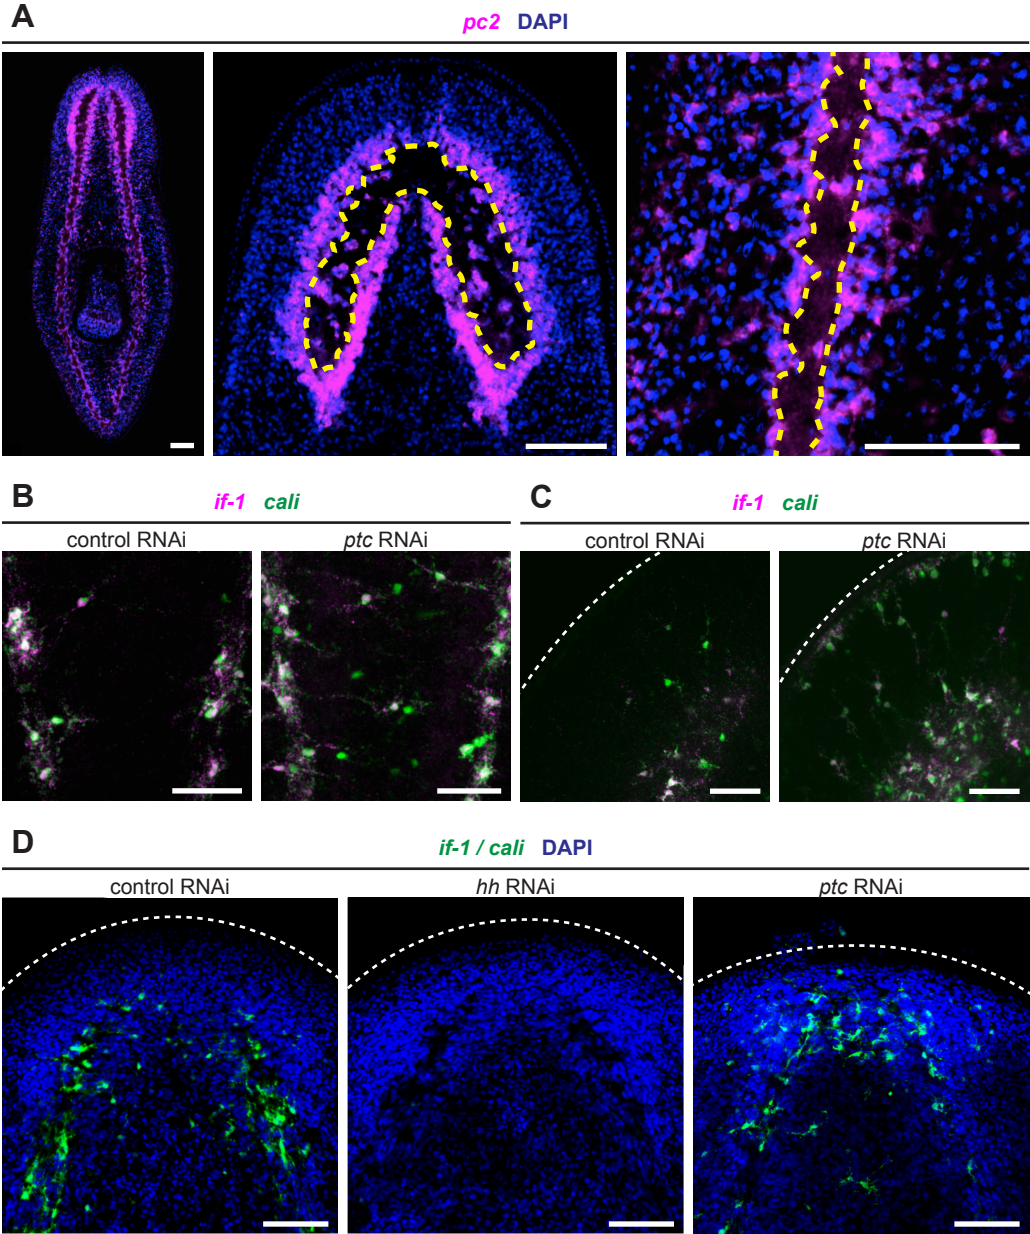 A
pc2 DAPI
B
if-1 cali
control RNAi ptc RNAi
C
if-1 cali
control RNAi ptc RNAi
D
if-1 / cali DAPI
control RNAi hh RNAi ptc RNAi